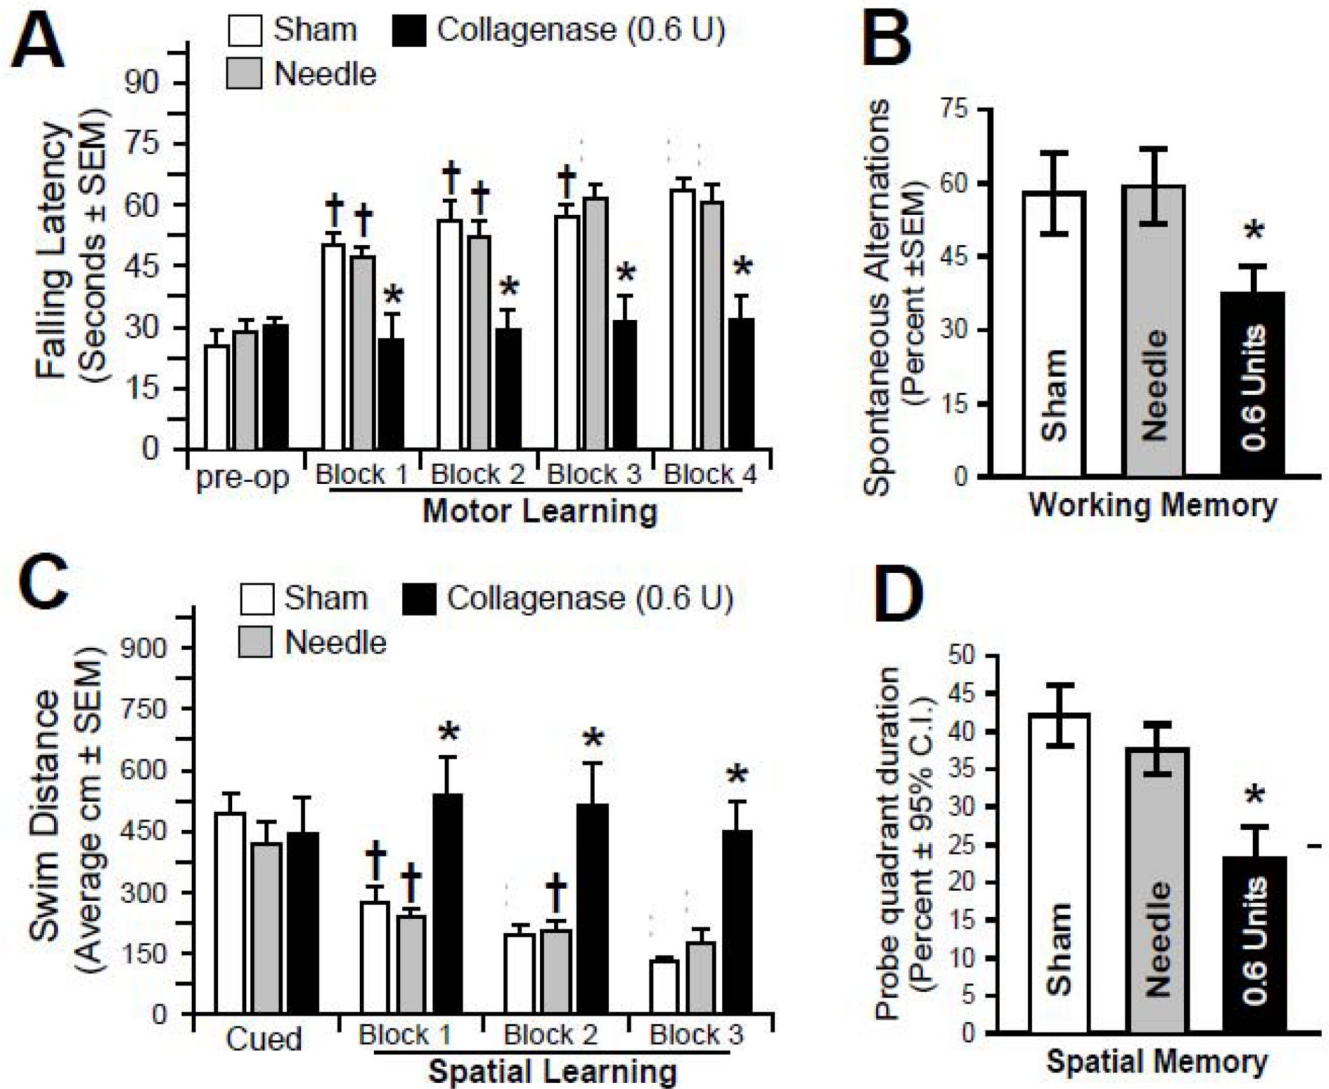 A
Sham
Collagenase (0.6 U)
Needle
Falling Latency
(Seconds ± SEM)
90
75
60
45
30
15
0
† † * † † * † * *
pre-op
Block 1
Block 2
Block 3
Block 4
Motor Learning
B
Spontaneous Alternations
(Percent ±SEM)
75
60
45
30
15
0
*
Sham
Needle
0.6 Units
Working Memory
C
Sham
Collagenase (0.6 U)
Needle
Swim Distance
(Average cm ± SEM)
900
750
600
450
300
150
0
† † * † * *
Cued
Block 1
Block 2
Block 3
Spatial Learning
D
Probe quadrant duration
(Percent ± 95% C.I.)
50
45
40
35
30
25
20
15
10
5
0
*
Sham
Needle
0.6 Units
Spatial Memory